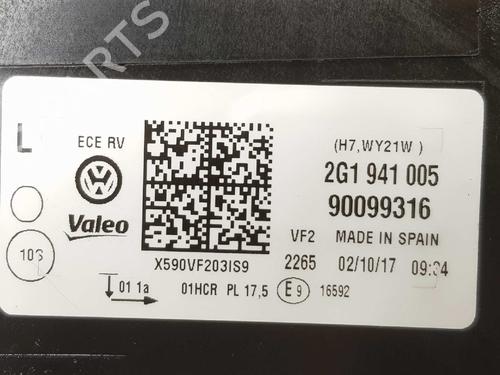 PARTS
L
ECE RV
(H7,WY21W)
2G1 941 005
90099316
Valeo
X590VF203IS9
VF2 MADE IN SPAIN
2265 02/10/17
01 1a 01HCR PL 17,5 E9 16592